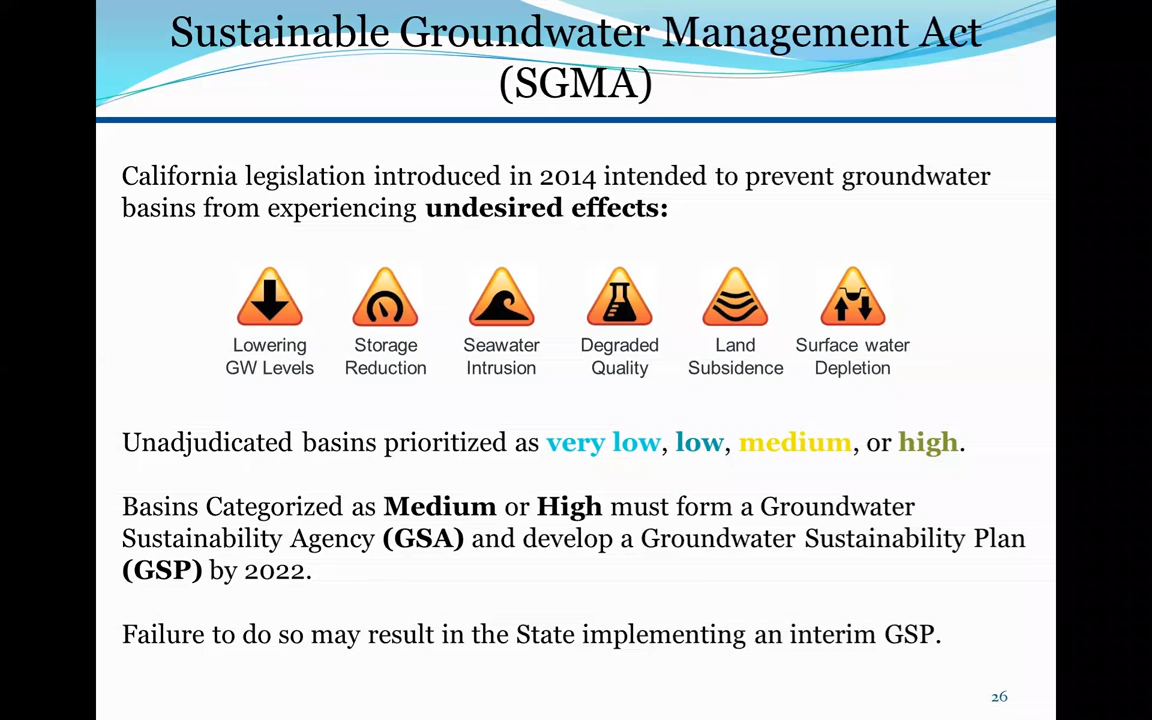 Sustainable Groundwater Management Act
(SGMA)
California legislation introduced in 2014 intended to prevent groundwater
basins from experiencing undesired effects:
Lowering GW Levels
Storage Reduction
Seawater Intrusion
Degraded Quality
Land Subsidence
Surface water Depletion
Unadjudicated basins prioritized as very low, low, medium, or high.
Basins Categorized as Medium or High must form a Groundwater
Sustainability Agency (GSA) and develop a Groundwater Sustainability Plan
(GSP) by 2022.
Failure to do so may result in the State implementing an interim GSP.
26